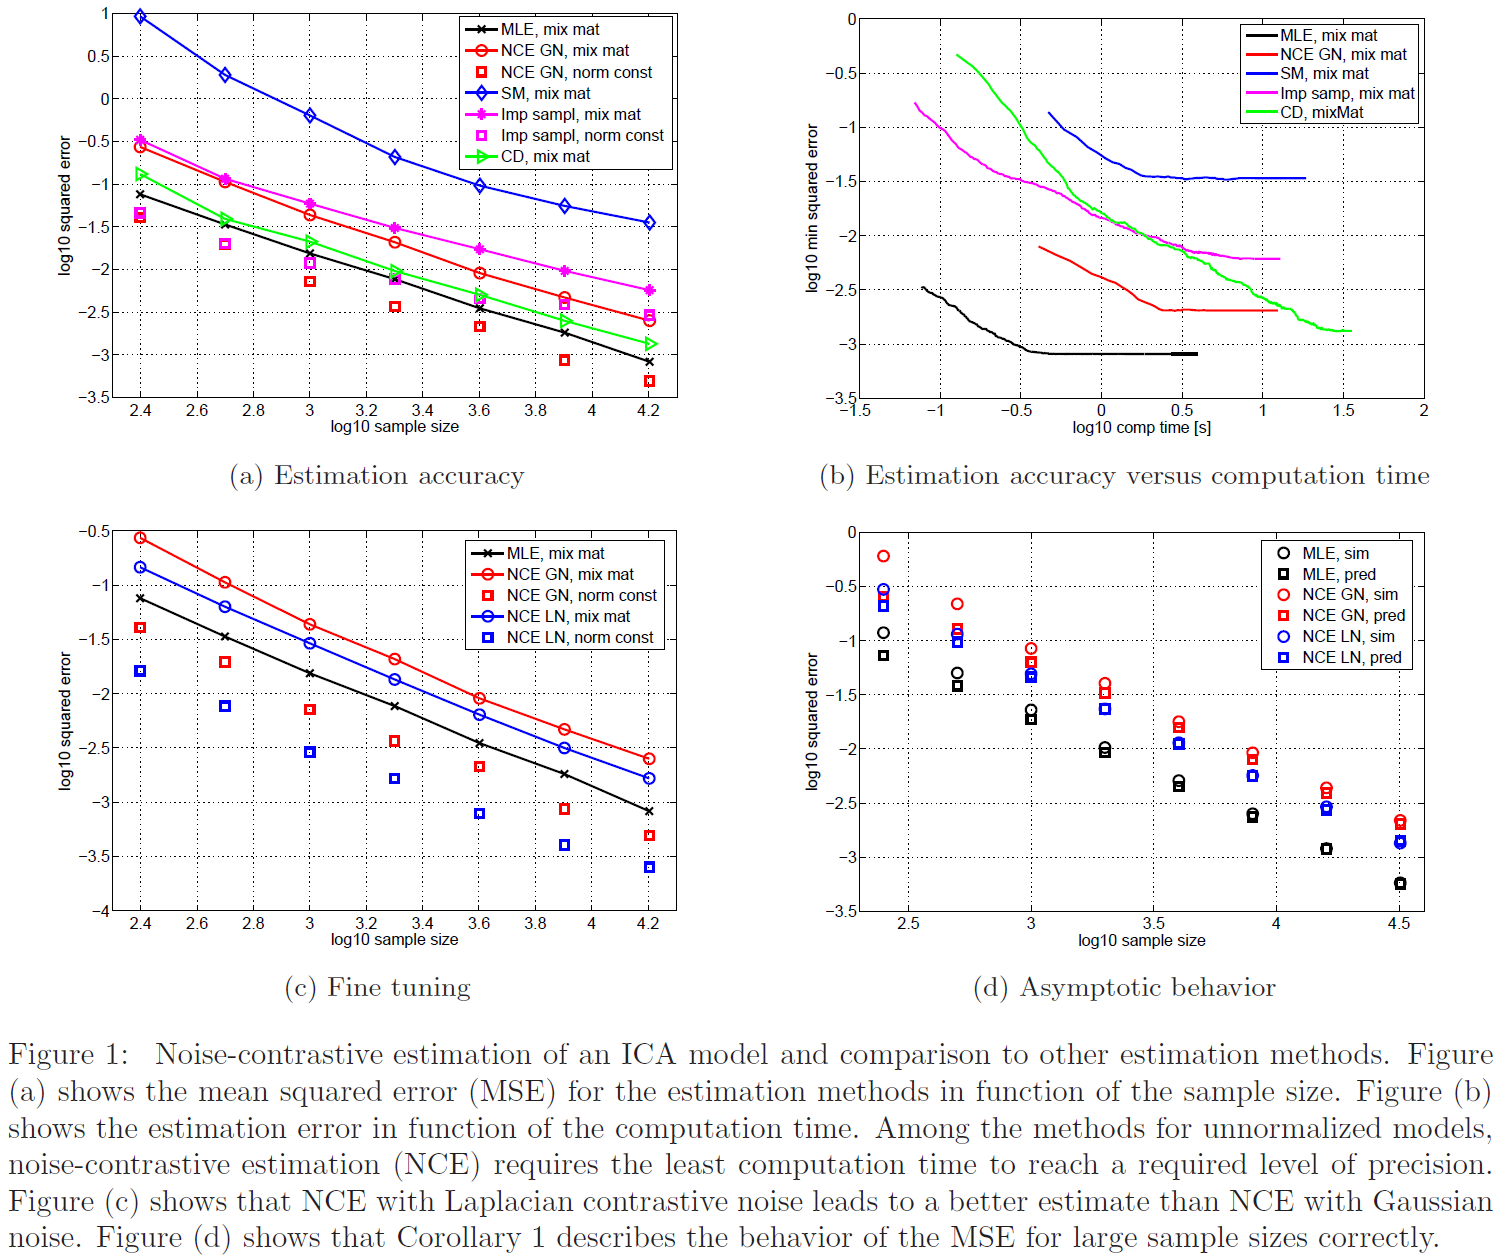 1
0.5
0
−0.5
−1
−1.5
−2
−2.5
−3
−3.5
log10 squared error
2.4 2.6 2.8 3 3.2 3.4 3.6 3.8 4 4.2
log10 sample size
MLE, mix mat
NCE GN, mix mat
NCE GN, norm const
SM, mix mat
Imp sampl, mix mat
Imp sampl, norm const
CD, mix mat
(a) Estimation accuracy
0
−0.5
−1
−1.5
−2
−2.5
−3
−3.5
log10 min squared error
−1.5 −1 −0.5 0 0.5 1 1.5 2
log10 comp time [s]
MLE, mix mat
NCE GN, mix mat
SM, mix mat
Imp samp, mix mat
CD, mixMat
(b) Estimation accuracy versus computation time
−0.5
−1
−1.5
−2
−2.5
−3
−3.5
−4
log10 squared error
2.4 2.6 2.8 3 3.2 3.4 3.6 3.8 4 4.2
log10 sample size
MLE, mix mat
NCE GN, mix mat
NCE GN, norm const
NCE LN, mix mat
NCE LN, norm const
(c) Fine tuning
0
−0.5
−1
−1.5
−2
−2.5
−3
−3.5
log10 squared error
2.5 3 3.5 4 4.5
log10 sample size
MLE, sim
MLE, pred
NCE GN, sim
NCE GN, pred
NCE LN, sim
NCE LN, pred
(d) Asymptotic behavior
Figure 1: Noise-contrastive estimation of an ICA model and comparison to other estimation methods. Figure
(a) shows the mean squared error (MSE) for the estimation methods in function of the sample size. Figure (b)
shows the estimation error in function of the computation time. Among the methods for unnormalized models,
noise-contrastive estimation (NCE) requires the least computation time to reach a required level of precision.
Figure (c) shows that NCE with Laplacian contrastive noise leads to a better estimate than NCE with Gaussian
noise. Figure (d) shows that Corollary 1 describes the behavior of the MSE for large sample sizes correctly.